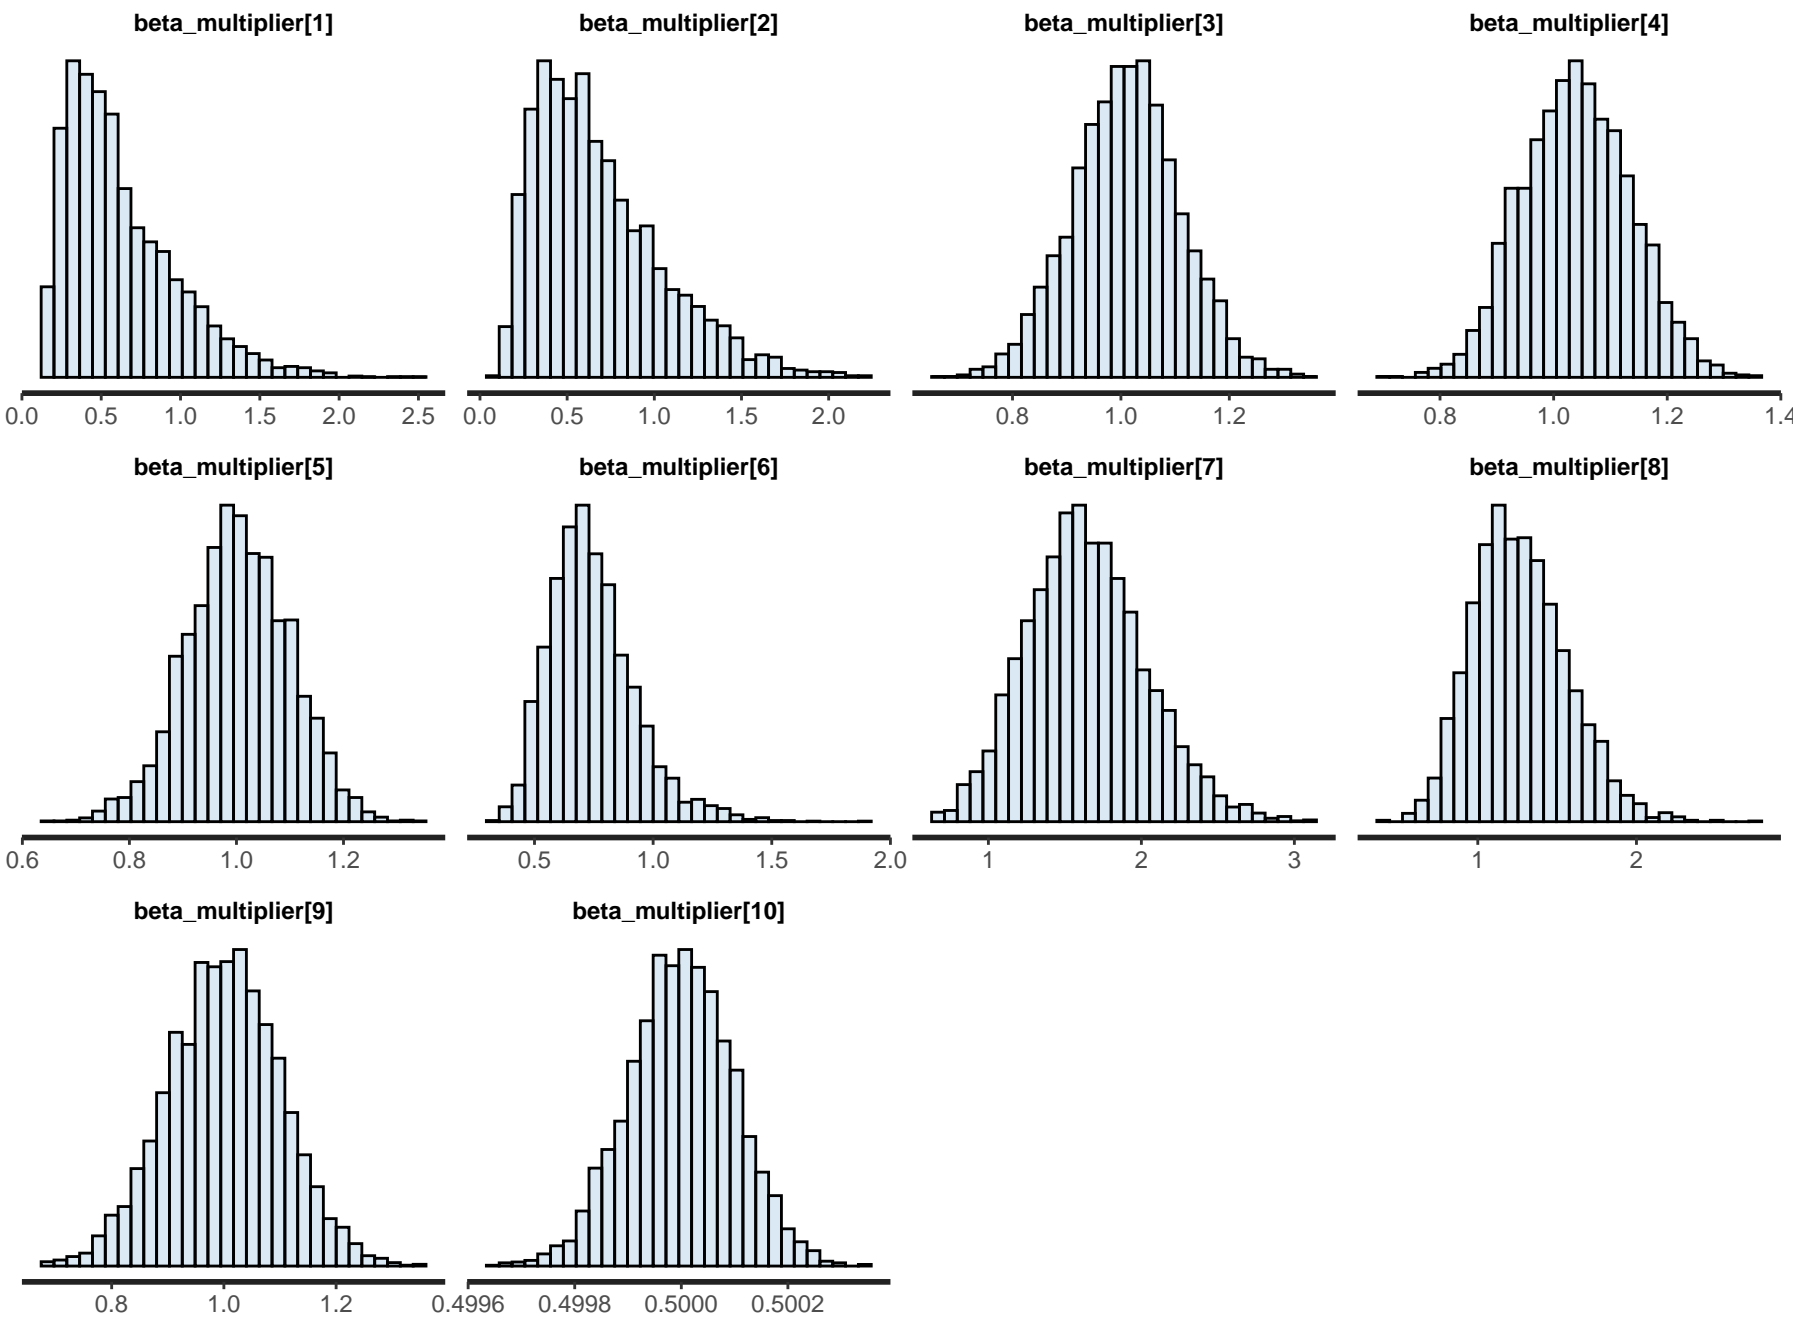 beta_multiplier[1] beta_multiplier[2] beta_multiplier[3] beta_multiplier[4]
0.0 0.5 1.0 1.5 2.0 2.5 0.0 0.5 1.0 1.5 2.0 0.8 1.0 1.2 0.8 1.0 1.2 1.4
beta_multiplier[5] beta_multiplier[6] beta_multiplier[7] beta_multiplier[8]
0.6 0.8 1.0 1.2 0.5 1.0 1.5 2.0 1 2 3 1 2
beta_multiplier[9] beta_multiplier[10]
0.8 1.0 1.2 0.4996 0.4998 0.5000 0.5002